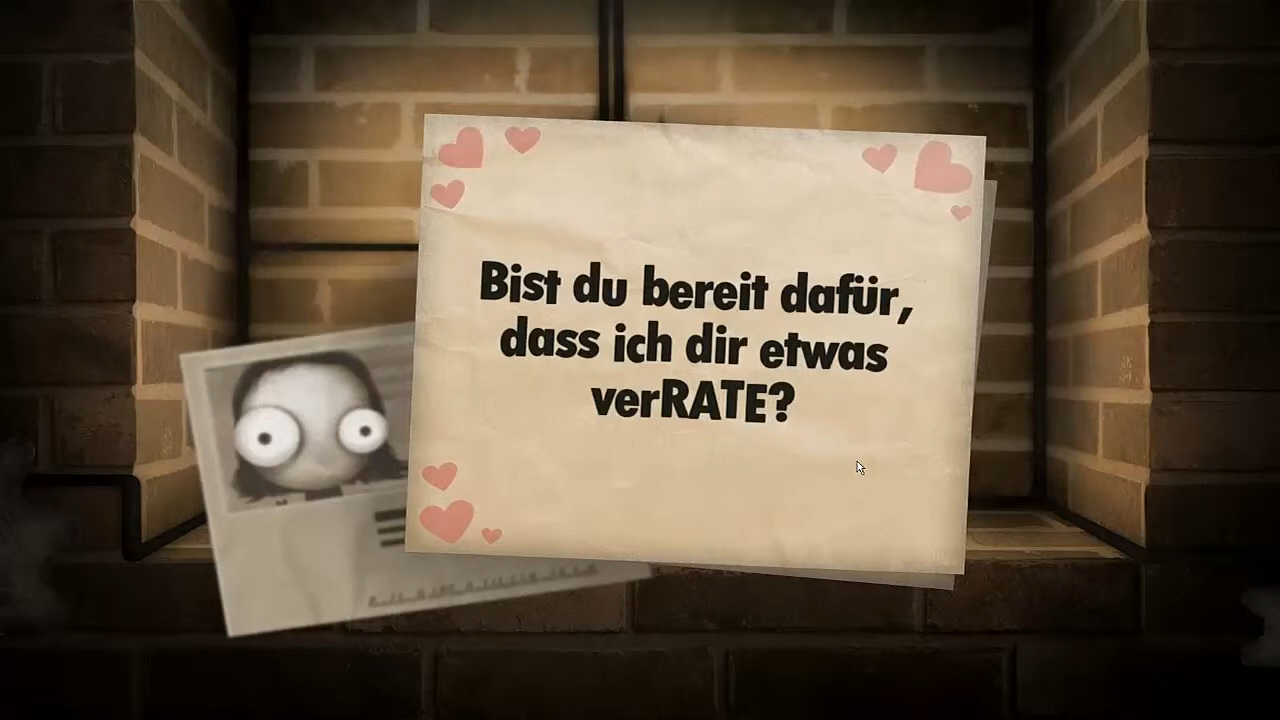 Bist du bereit dafür,
dass ich dir etwas
verRATE?